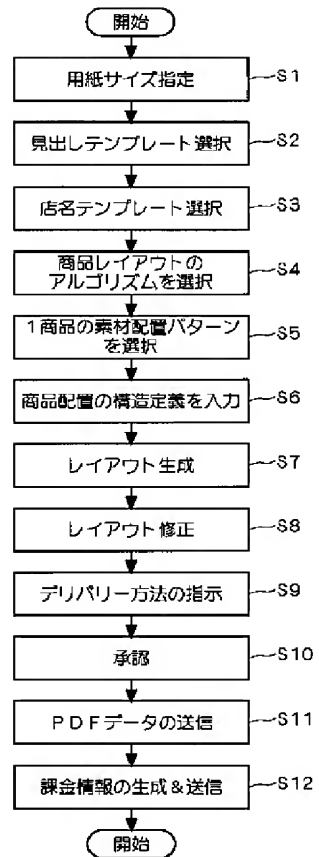 開始
用紙サイズ指定
S1
見出しテンプレート選択
S2
店名テンプレート選択
S3
商品レイアウトの
アルゴリズムを選択
S4
1商品の素材配置パターン
を選択
S5
商品配置の構造定義を入力
S6
レイアウト生成
S7
レイアウト修正
S8
デリバリー方法の指示
S9
承認
S10
PDFデータの送信
S11
課金情報の生成&送信
S12
開始